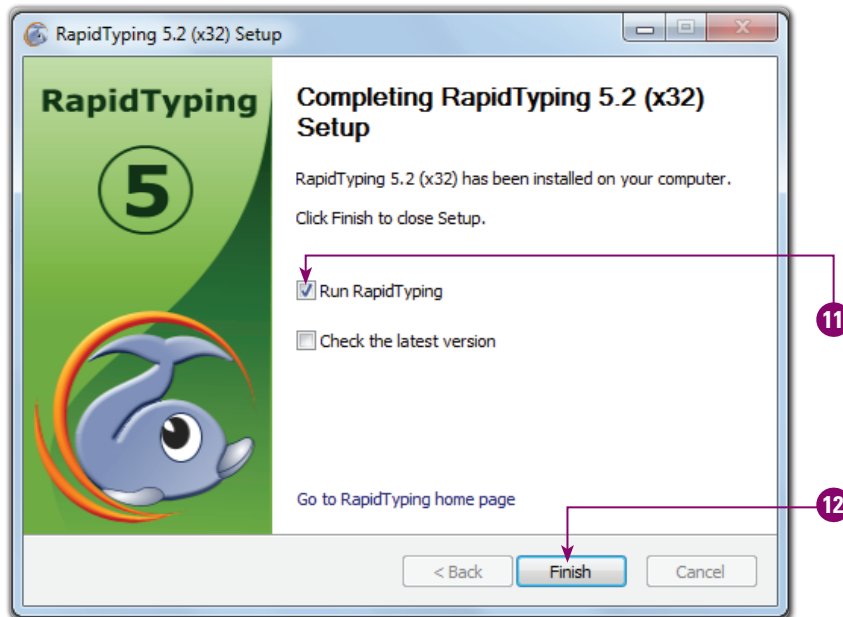 RapidTyping 5.2 (x32) Setup
RapidTyping
5
Completing RapidTyping 5.2 (x32)
Setup
RapidTyping 5.2 (x32) has been installed on your computer.
Click Finish to close Setup.
Run RapidTyping
11
Check the latest version
Go to RapidTyping home page
12
< Back
Finish
Cancel